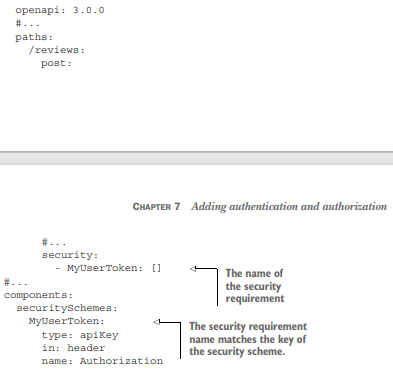 openapi: 3.0.0
#...
paths:
  /reviews:
    post:
CHAPTER 7 Adding authentication and authorization
      #...
      security:
        - MyUserToken: []
The name of
the security
requirement
#...
components:
  securitySchemes:
    MyUserToken:
      type: apiKey
      in: header
      name: Authorization
The security requirement
name matches the key of
the security scheme.